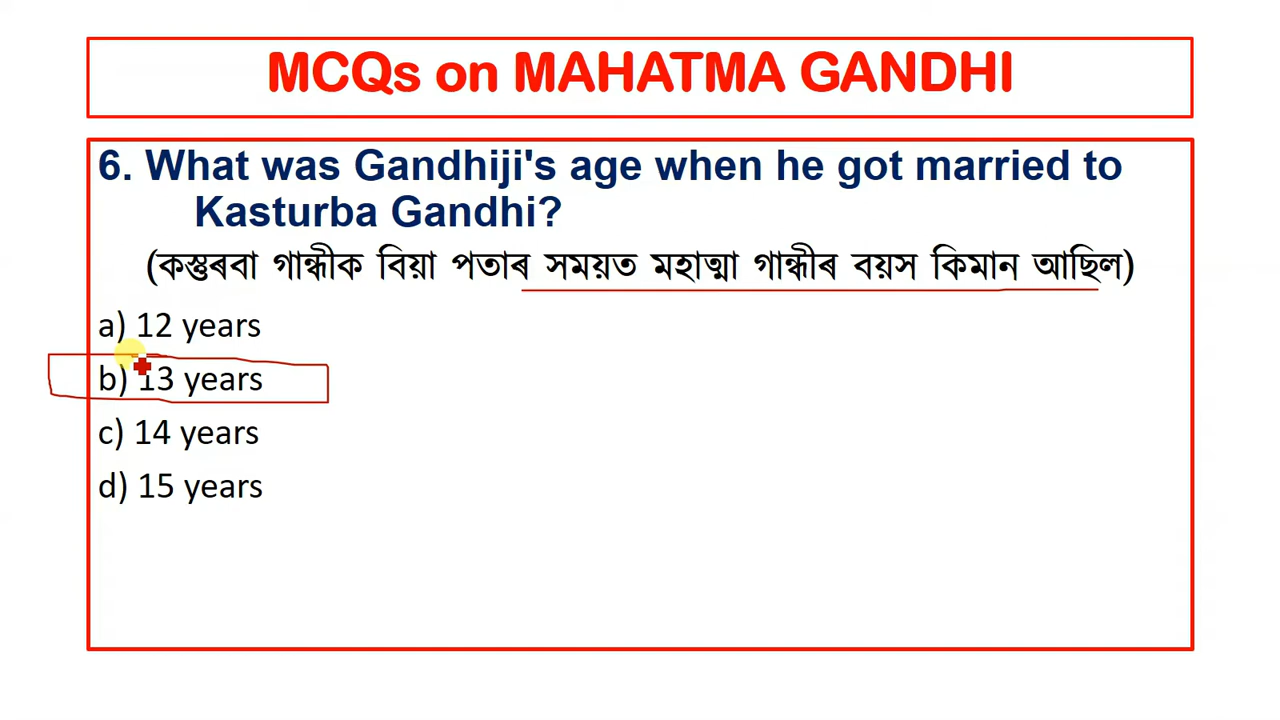 MCQs on MAHATMA GANDHI
6. What was Gandhiji's age when he got married to
Kasturba Gandhi?
(কস্তুৰবা গান্ধীক বিয়া পতাৰ সময়ত মহাত্মা গান্ধীৰ বয়স কিমান আছিল)
a) 12 years
b) 13 years
c) 14 years
d) 15 years